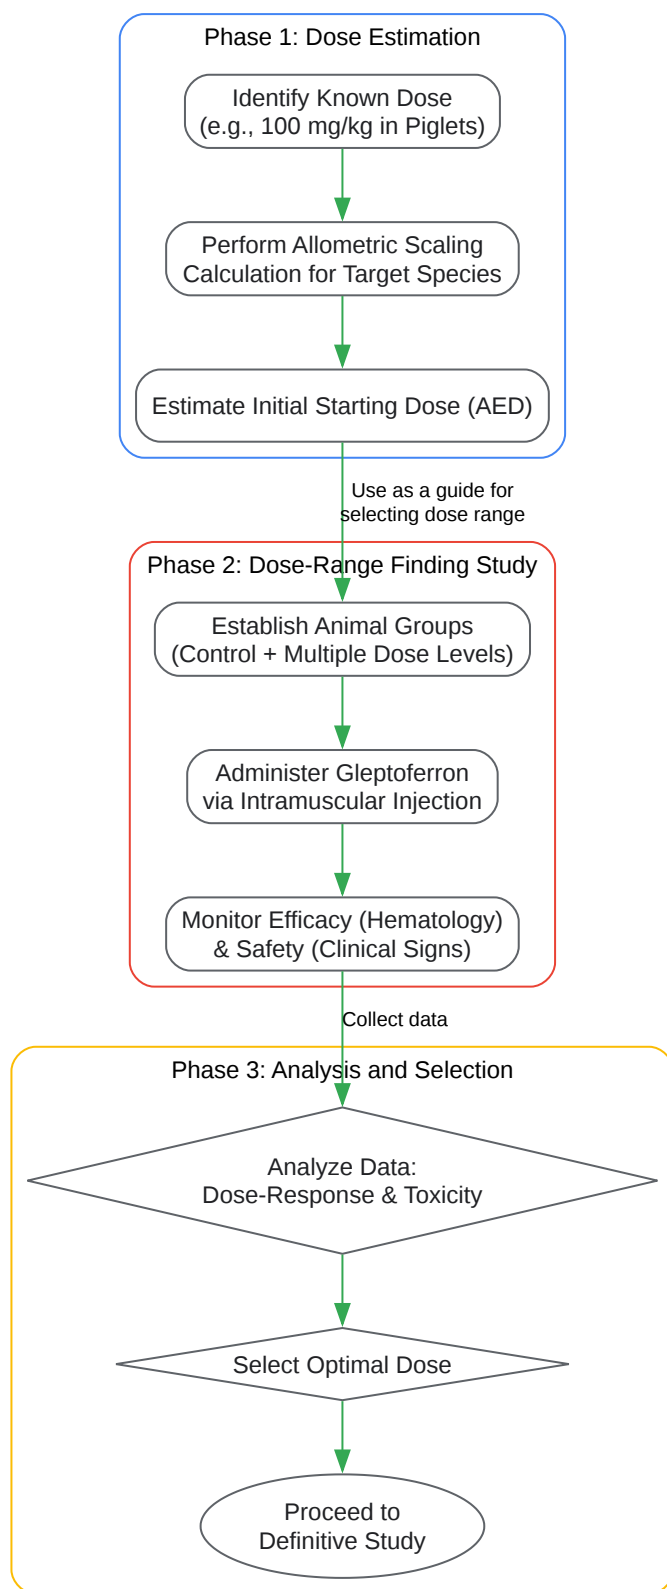 Phase 1: Dose Estimation
Identify Known Dose
(e.g., 100 mg/kg in Piglets)
Perform Allometric Scaling
Calculation for Target Species
Estimate Initial Starting Dose (AED)
Use as a guide for
selecting dose range
Phase 2: Dose-Range Finding Study
Establish Animal Groups
(Control + Multiple Dose Levels)
Administer Gleptoferron
via Intramuscular Injection
Monitor Efficacy (Hematology)
& Safety (Clinical Signs)
Collect data
Phase 3: Analysis and Selection
Analyze Data:
Dose-Response & Toxicity
Select Optimal Dose
Proceed to
Definitive Study